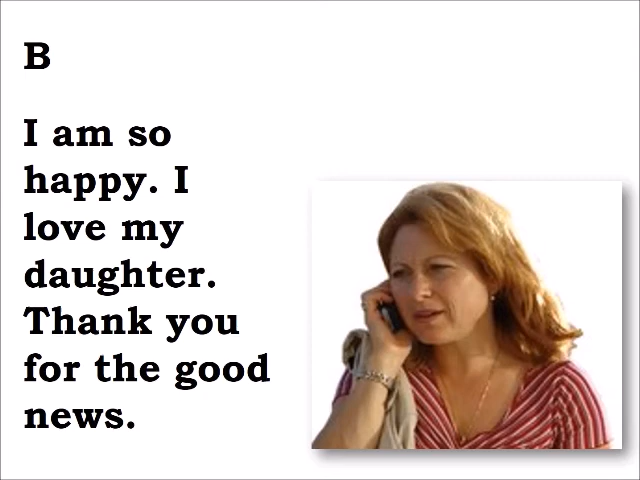 B
I am so
happy. I
love my
daughter.
Thank you
for the good
news.